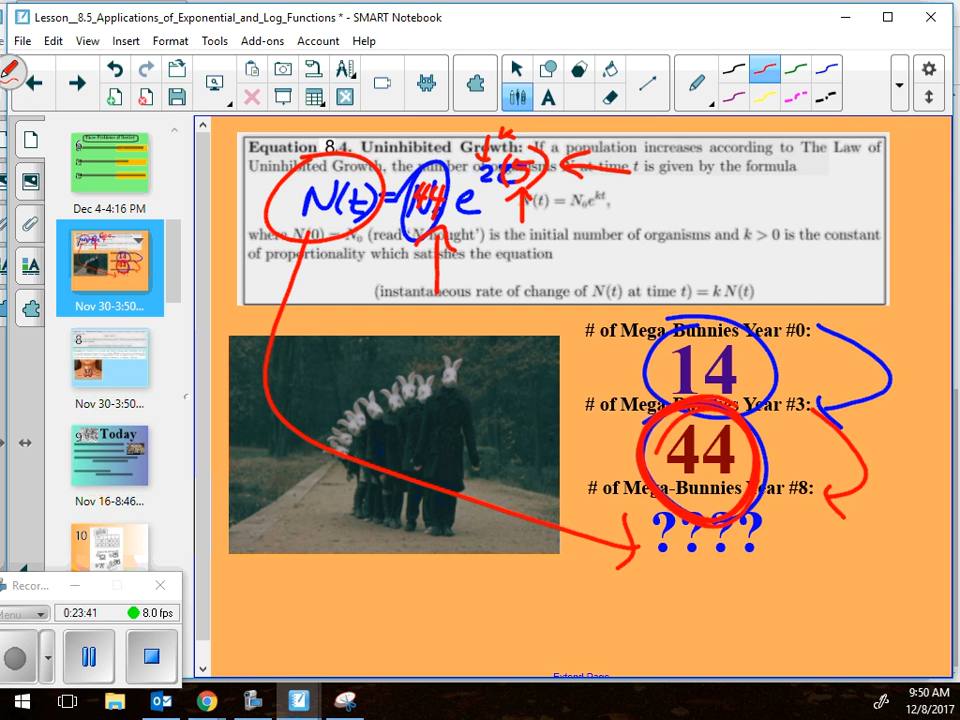 Lesson__8.5_Applications_of_Exponential_and_Log_Functions * - SMART Notebook
File Edit View Insert Format Tools Add-ons Account Help
Dec 4-4:16 PM
Nov 30-3:50...
8
Nov 30-3:50...
9 Today
Nov 16-8:46...
10
Equation 8.4. Uninhibited Growth: If a population increases according to The Law of
Uninhibited Growth, the number of organisms at time t is given by the formula
N(t) = N₀eᵏᵗ,
N(t) = 44 e
k
where N(0) = N₀ (read 'N nought') is the initial number of organisms and k > 0 is the constant
of proportionality which satisfies the equation
(instantaneous rate of change of N(t) at time t) = k N(t)
# of Mega-Bunnies Year #0:
14
# of Mega-Bunnies Year #3:
44
# of Mega-Bunnies Year #8:
????
Extend Page
Recor...
Menu 0:23:41 8.0 fps
9:50 AM
12/8/2017